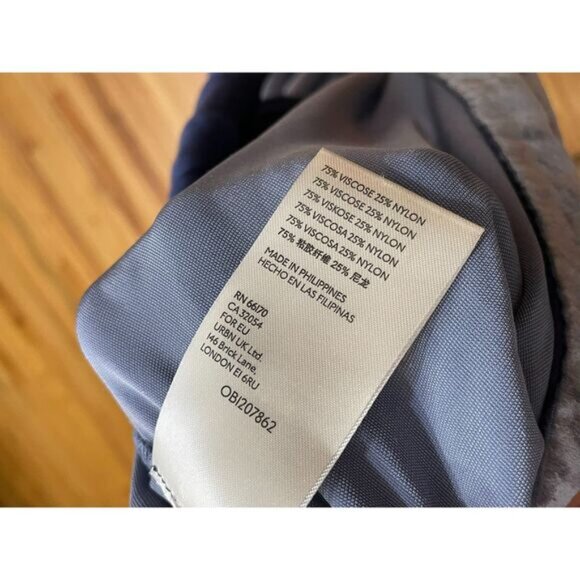 75% VISCOSE 25% NYLON
75% VISCOSE 25% NYLON
75% VISKOSE 25% NYLON
75% VISCOSA 25% NYLON
75% VISCOSA 25% NYLON
75% 粘胶纤维 25% 尼龙
MADE IN PHILIPPINES
HECHO EN LAS FILIPINAS
RN 66170
CA 32054
FOR EU
URBN UK Ltd.
146 Brick Lane,
LONDON E1 6RU
OB1207862